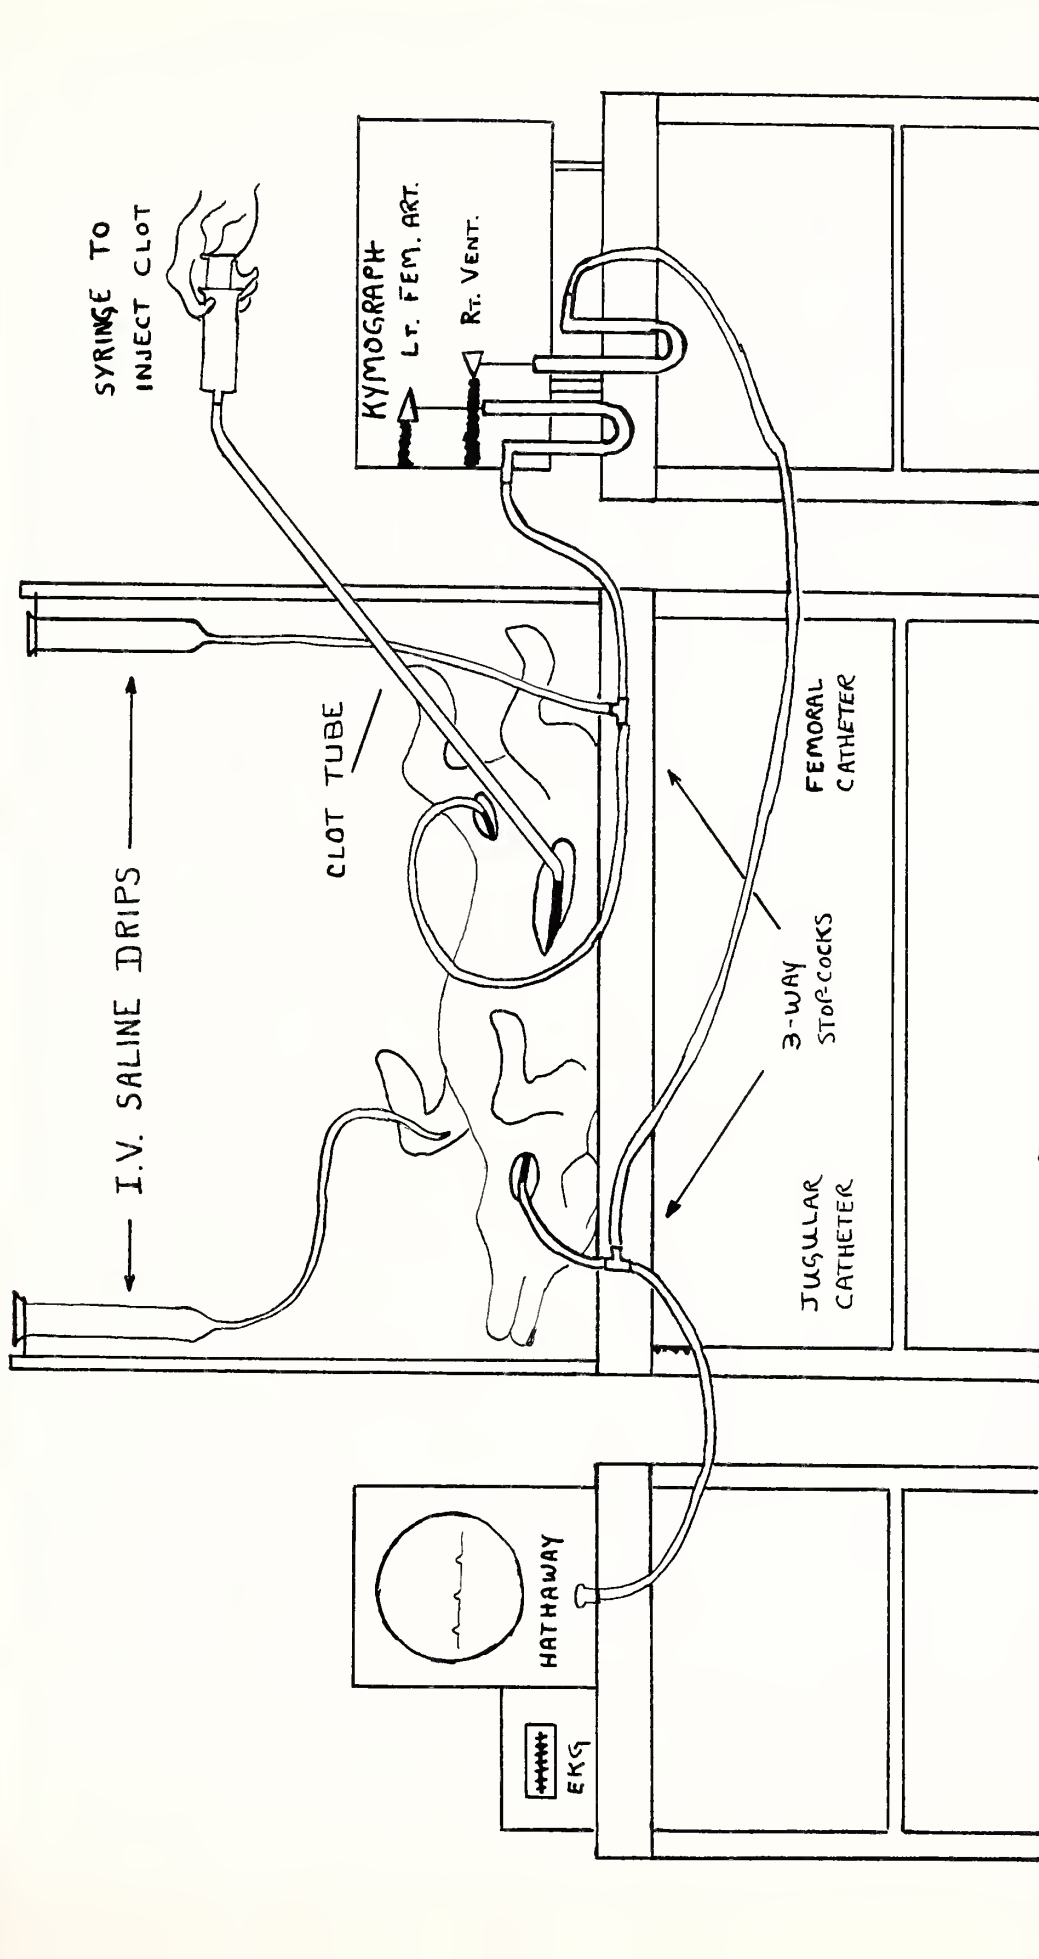 I.V. SALINE DRIPS
SYRINGE TO
INJECT CLOT
CLOT TUBE
KYMOGRAPH
LT. FEM. ART.
RT. VENT.
HATHAWAY
EKG
JUGULAR
CATHETER
3-WAY
STOP-COCKS
FEMORAL
CATHETER